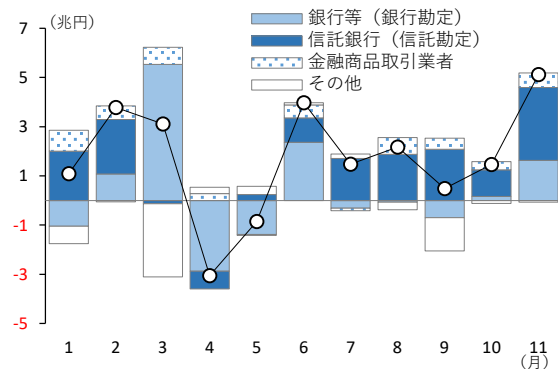 (兆円)
銀行等（銀行勘定）
信託銀行（信託勘定）
金融商品取引業者
その他
7
5
3
1
-1
-3
-5
1 2 3 4 5 6 7 8 9 10 11
(月)